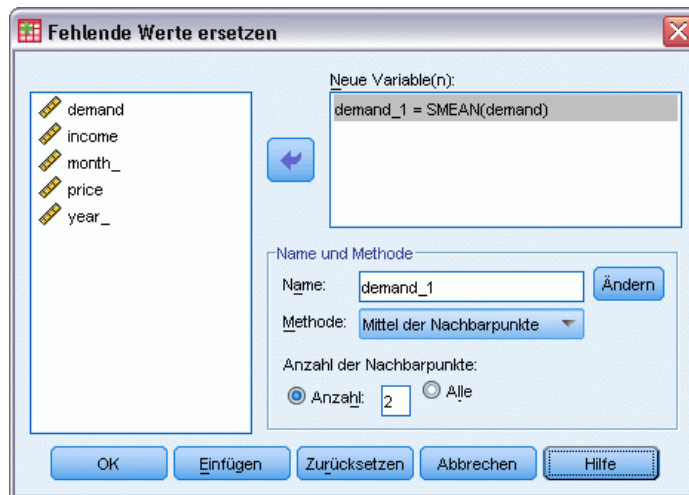 Fehlende Werte ersetzen
Neue Variable(n):
demand
income
month_
price
year_
demand_1 = SMEAN(demand)
Name und Methode
Name: demand_1 Ändern
Methode: Mittel der Nachbarpunkte
Anzahl der Nachbarpunkte:
Anzahl: 2 Alle
OK Einfügen Zurücksetzen Abbrechen Hilfe